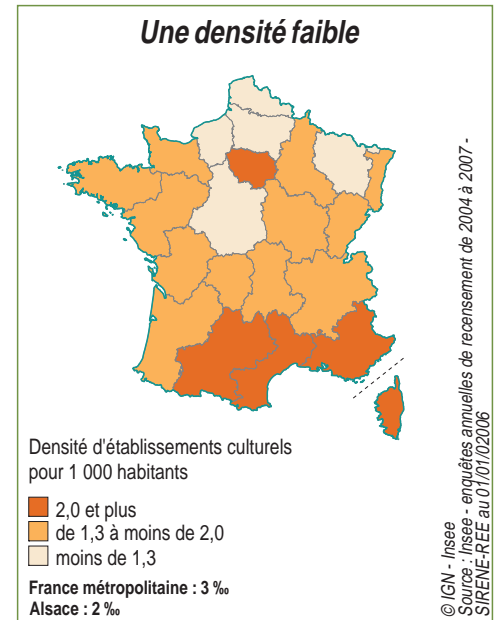 Une densité faible
Densité d'établissements culturels
pour 1 000 habitants
2,0 et plus
de 1,3 à moins de 2,0
moins de 1,3
France métropolitaine : 3 ‰
Alsace : 2 ‰
© IGN - Insee
Source : Insee - enquêtes annuelles de recensement de 2004 à 2007 -
SIRENE-REE au 01/01/02006